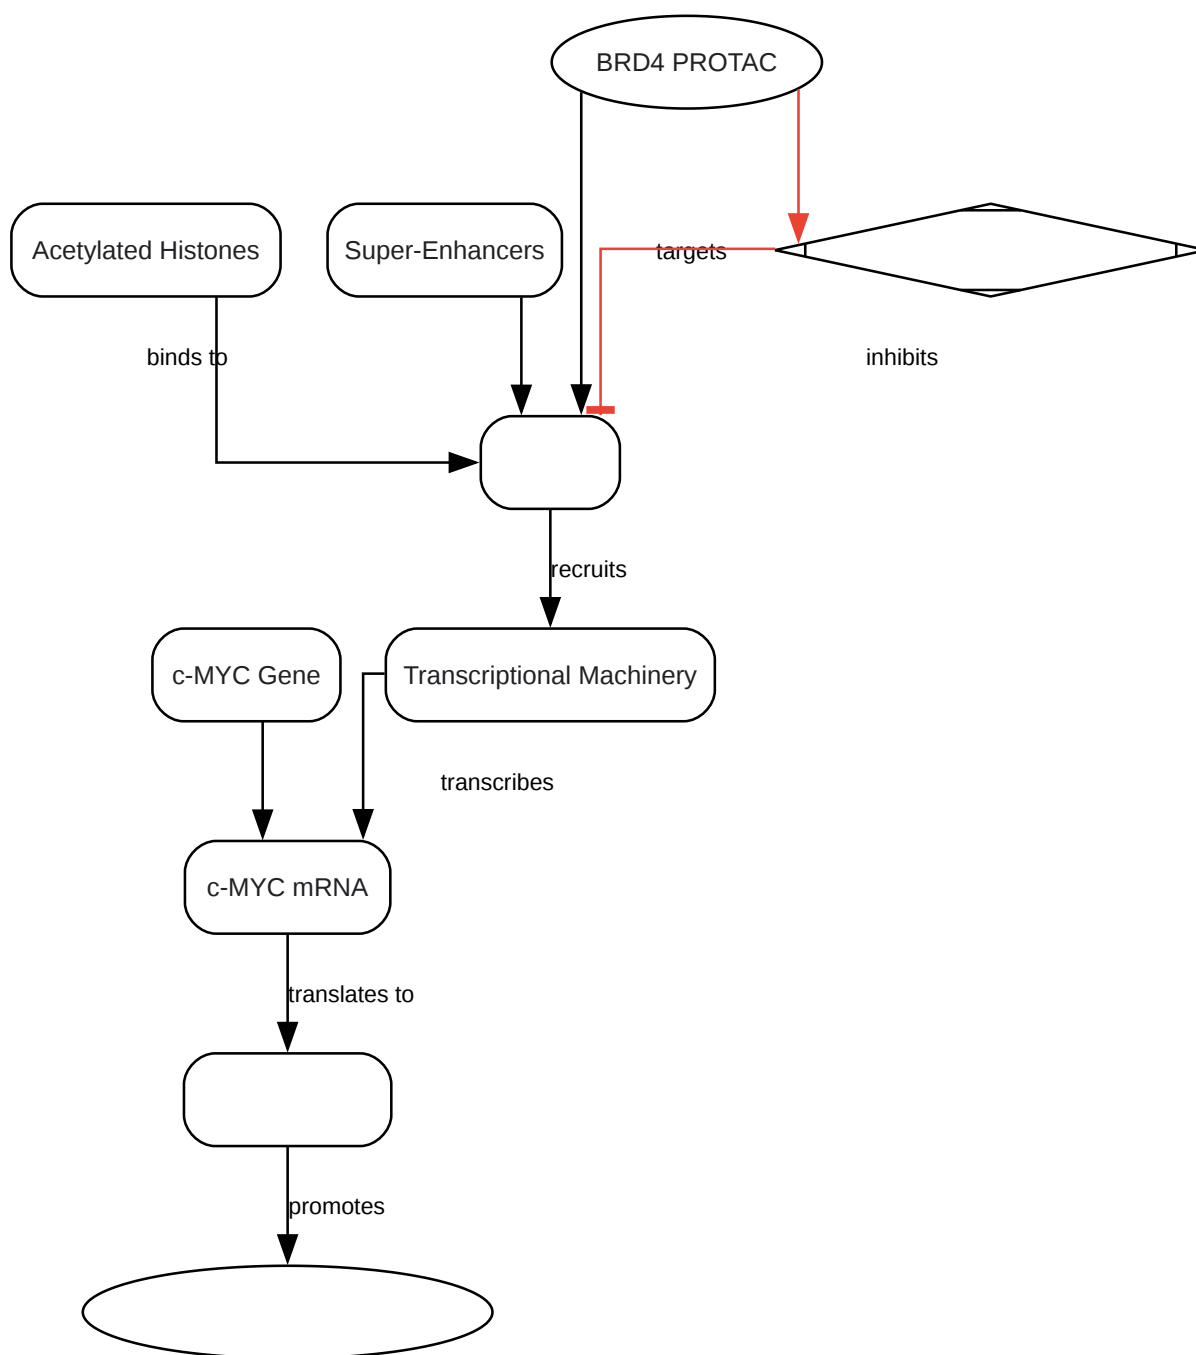 BRD4 PROTAC
Acetylated Histones
Super-Enhancers
targets
binds to
inhibits
recruits
c-MYC Gene
Transcriptional Machinery
transcribes
c-MYC mRNA
translates to
promotes